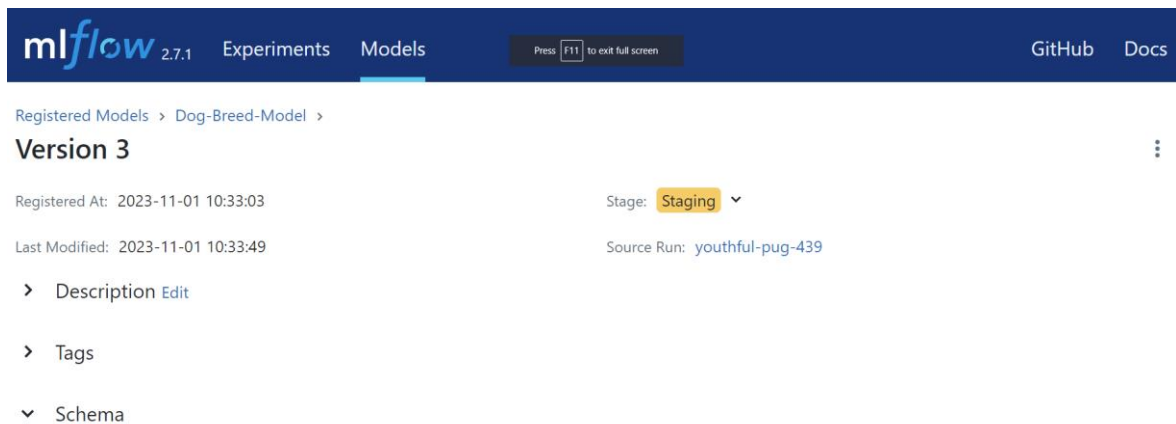 mlflow 2.7.1 Experiments Models Press F11 to exit full screen GitHub Docs
Registered Models > Dog-Breed-Model >
Version 3
Registered At: 2023-11-01 10:33:03 Stage: Staging
Last Modified: 2023-11-01 10:33:49 Source Run: youthful-pug-439
Description Edit
Tags
Schema